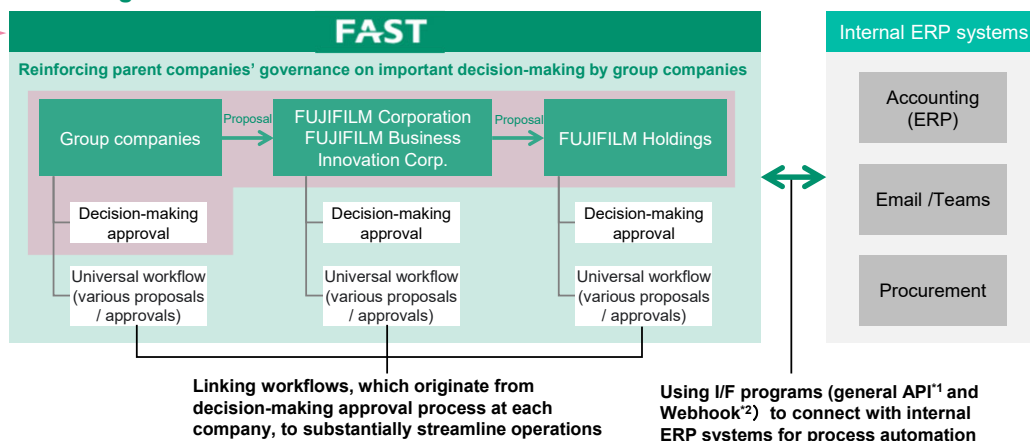 FAST
Internal ERP systems
Reinforcing parent companies’ governance on important decision-making by group companies
Group companies
Proposal
FUJIFILM Corporation
FUJIFILM Business
Innovation Corp.
Proposal
FUJIFILM Holdings
Decision-making
approval
Decision-making
approval
Decision-making
approval
Universal workflow
(various proposals
/ approvals)
Universal workflow
(various proposals
/ approvals)
Universal workflow
(various proposals
/ approvals)
Accounting
(ERP)
Email /Teams
Procurement
Linking workflows, which originate from
decision-making approval process at each
company, to substantially streamline operations
Using I/F programs (general API*1 and
Webhook*2）to connect with internal
ERP systems for process automation